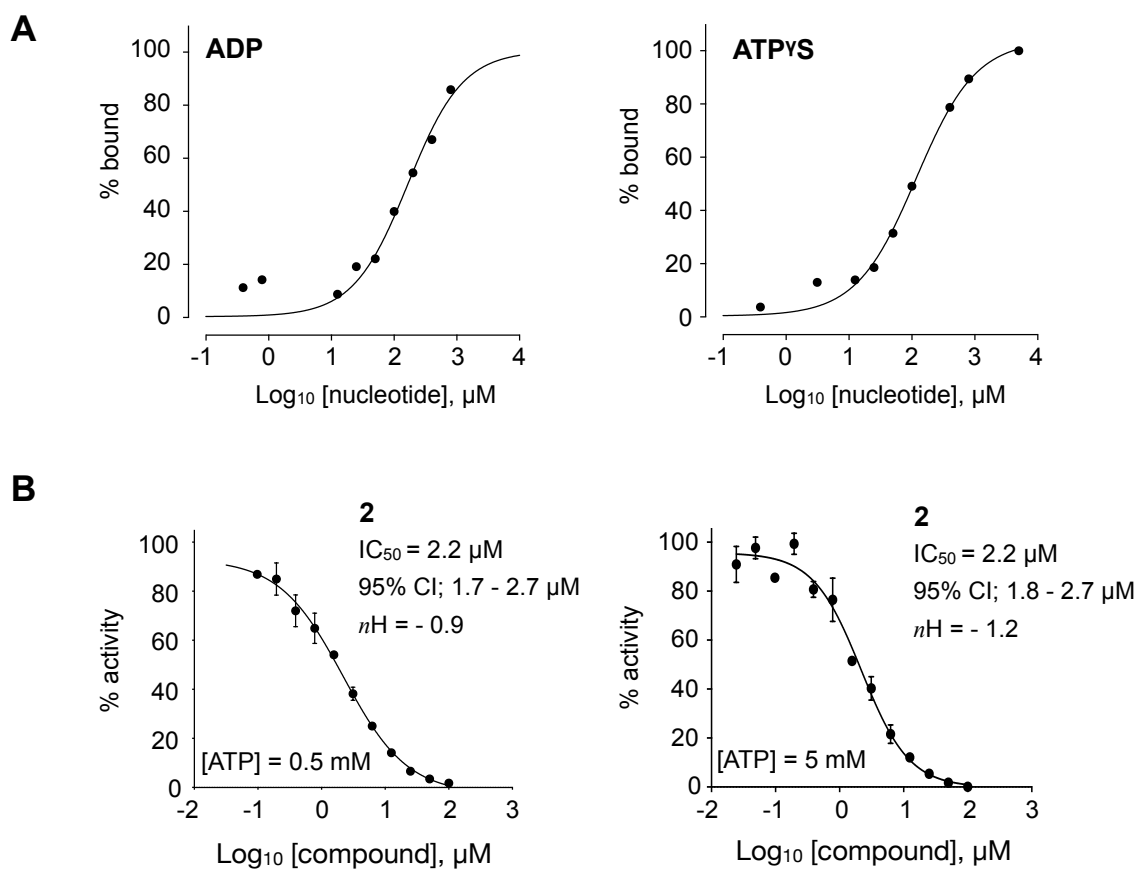 A
ADP
% bound
100
80
60
40
20
0
-1 0 1 2 3 4
Log₁₀ [nucleotide], µM
ATPγS
% bound
100
80
60
40
20
0
-1 0 1 2 3 4
Log₁₀ [nucleotide], µM
B
2
IC₅₀ = 2.2 µM
95% CI; 1.7 - 2.7 µM
nH = - 0.9
% activity
100
80
60
40
20
0
[ATP] = 0.5 mM
-2 -1 0 1 2 3
Log₁₀ [compound], µM
2
IC₅₀ = 2.2 µM
95% CI; 1.8 - 2.7 µM
nH = - 1.2
% activity
100
80
60
40
20
0
[ATP] = 5 mM
-2 -1 0 1 2 3
Log₁₀ [compound], µM